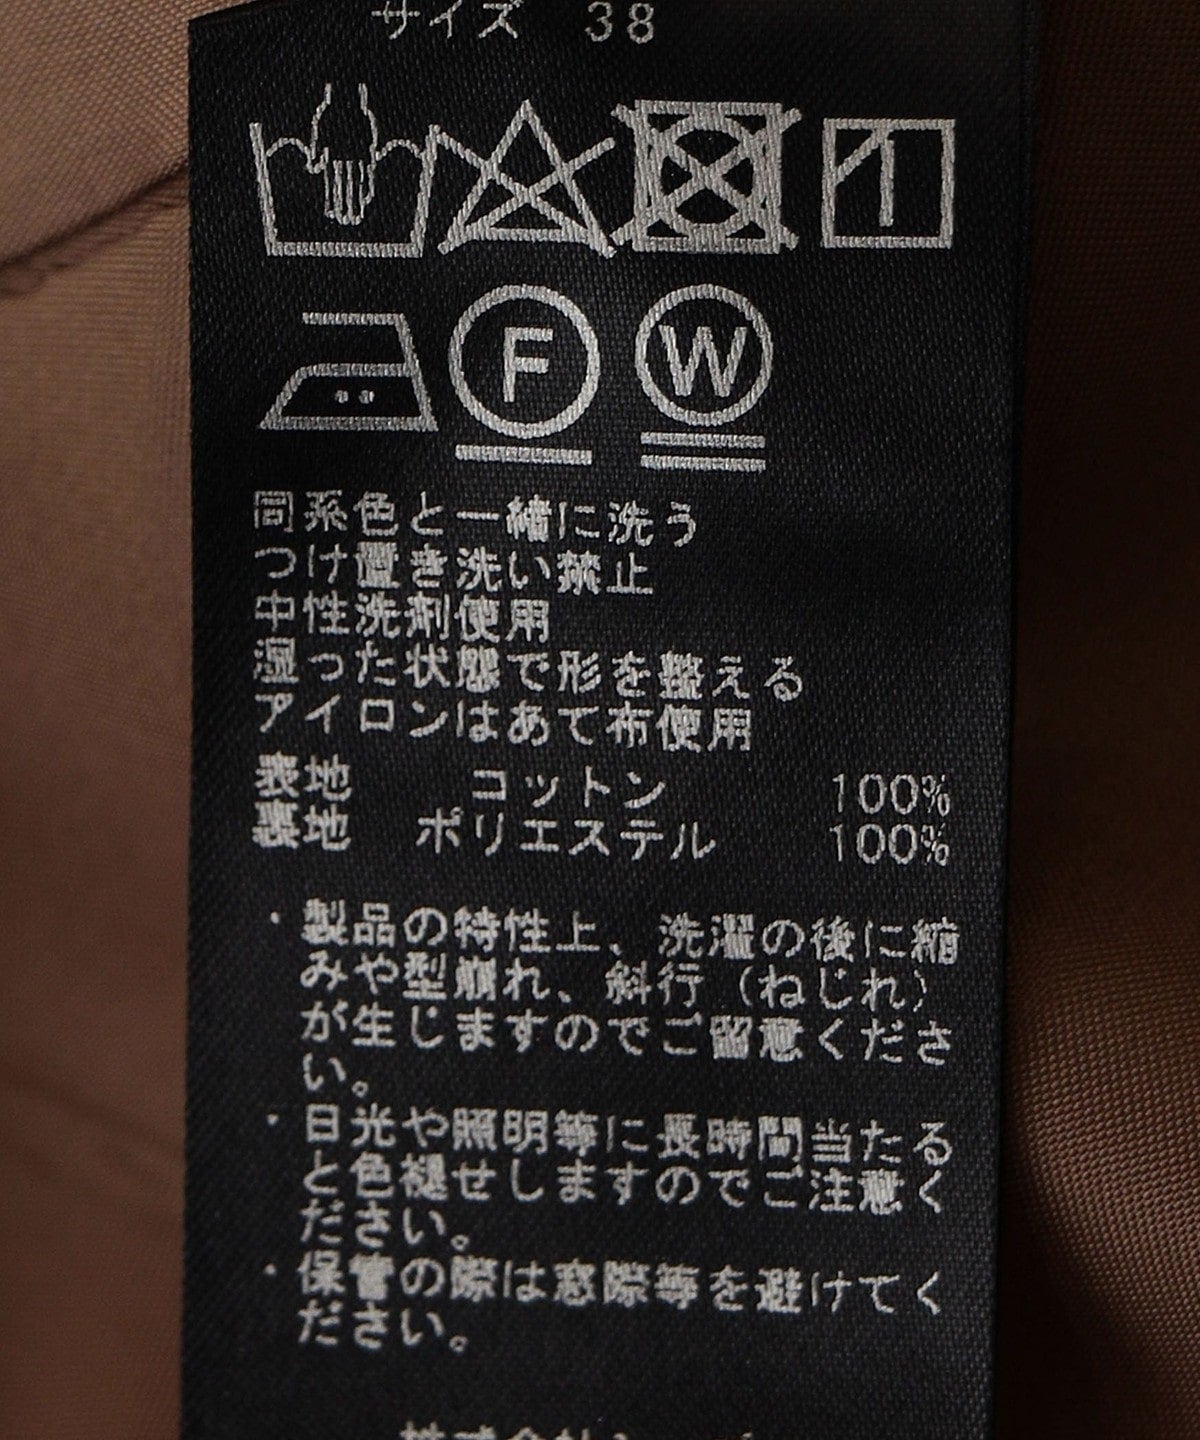 サイズ 38
F W
同系色と一緒に洗う
つけ置き洗い禁止
中性洗剤使用
湿った状態で形を整える
アイロンはあて布使用
表地 コットン 100%
裏地 ポリエステル 100%
・製品の特性上、洗濯の後に縮
みや型崩れ、斜行（ねじれ）
が生じますのでご留意くださ
い。
・日光や照明等に長時間当たる
と色褪せしますのでご注意く
ださい。
・保管の際は窓際等を避けてく
ださい。